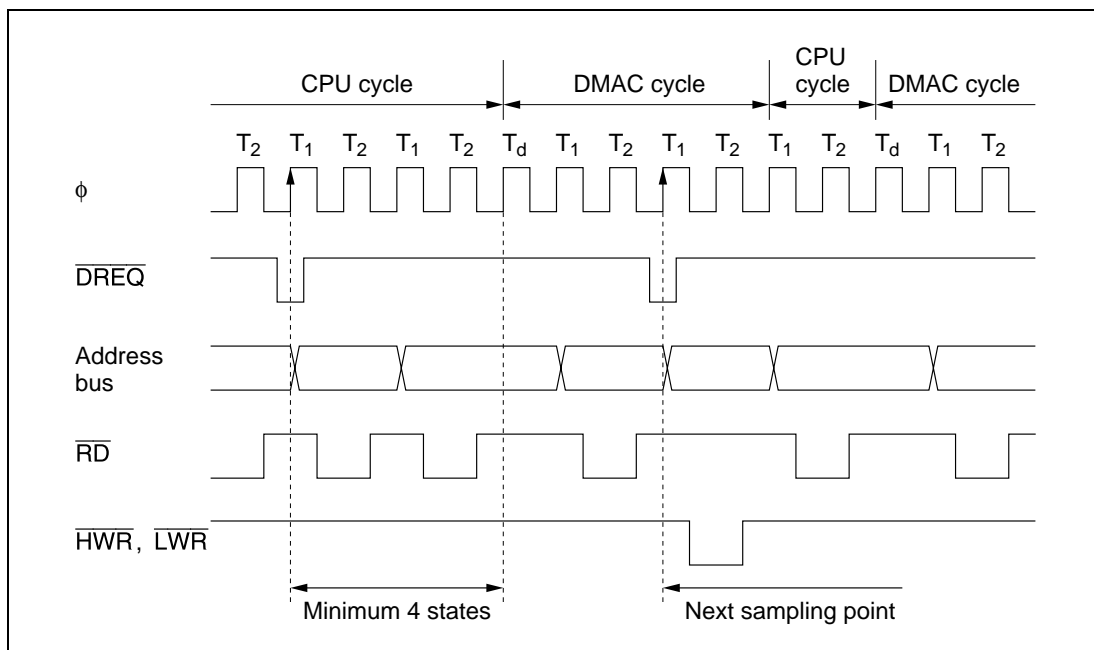 CPU cycle DMAC cycle CPU cycle DMAC cycle
T2 T1 T2 T1 T2 Td T1 T2 T1 T2 T1 T2 Td T1 T2
φ
DREQ
Address
bus
RD
HWR, LWR
Minimum 4 states Next sampling point